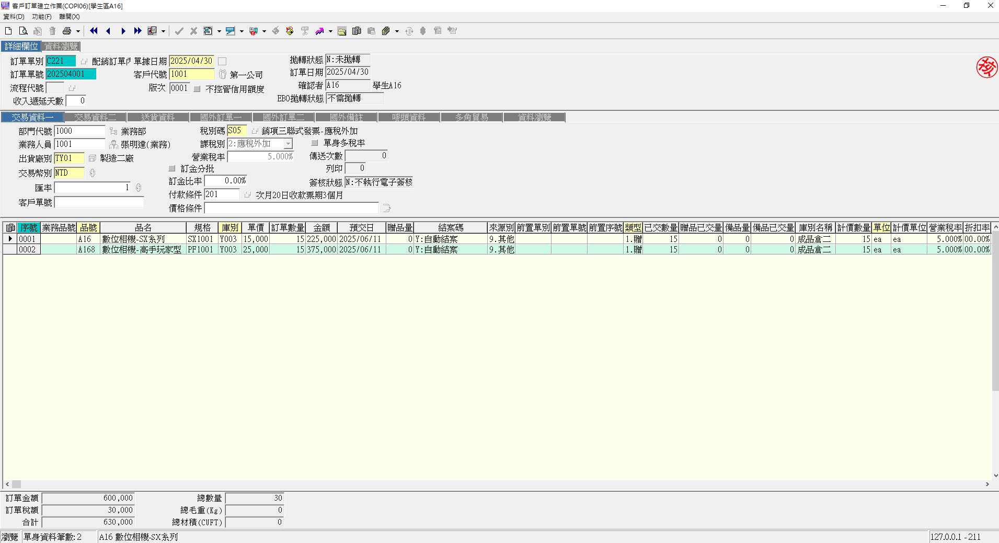 客戶訂單建立作業(COPI06)[學生區A16]
資料(D) 功能(F) 離開(X)
詳細欄位 資料瀏覽
訂單單別 C221 配銷訂單 單據日期 2025/04/30 拋轉狀態 N:未拋轉
訂單單號 202504001 客戶代號 1001 第一公司 訂單日期 2025/04/30
流程代號 版次 0001 不控管信用額度 確認者 A16 學生A16
收入遞延天數 0 EBO拋轉狀態 不需拋轉
核
交易資料一 交易資料二 送貨資料 國外訂單一 國外訂單二 國外備註 嘜頭資料 多角貿易 資料瀏覽
部門代號 1000 業務部 稅別碼 S05 銷項三聯式發票-應稅外加
業務人員 1001 張明達(業務) 課稅別 2:應稅外加 單身多稅率
出貨廠別 TY01 製造二廠 營業稅率 5.000% 傳送次數 0
交易幣別 NTD 訂金分批 列印 0
匯率 1 訂金比率 0.00% 簽核狀態 N:不執行電子簽核
客戶單號 付款條件 201 次月20日收款票期3個月
價格條件
序號 業務品號 品號 品名 規格 庫別 單價 訂單數量 金額 預交日 贈品量 結案碼 來源別 前置單別 前置單號 前置序號 類型 已交數量 贈品已交量 備品量 備品已交量 庫別名稱 計價數量 單位 計價單位 營業稅率 折扣率
0001 A16 數位相機-SX系列 SX1001 Y003 15,000 15 225,000 2025/06/11 0 Y:自動結案 9.其他 1.贈 15 0 0 0 成品倉二 15 ea ea 5.000% 00.00%
0002 A168 數位相機-高手玩家型 PF1001 Y003 25,000 15 375,000 2025/06/11 0 Y:自動結案 9.其他 1.贈 15 0 0 0 成品倉二 15 ea ea 5.000% 00.00%
訂單金額 600,000 總數量 30
訂單稅額 30,000 總毛重(Kg) 0
合計 630,000 總材積(CUFT) 0
瀏覽 單身資料筆數:2 A16 數位相機-SX系列 127.0.0.1 - 211